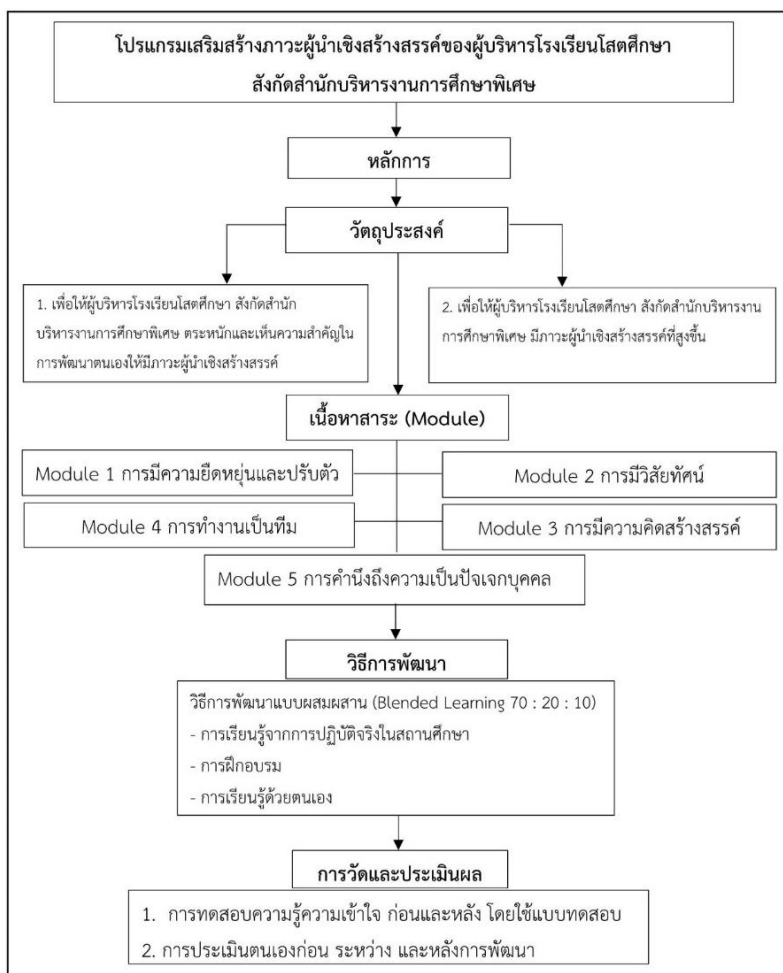 โปรแกรมเสริมสร้างภาวะผู้นำเชิงสร้างสรรค์ของผู้บริหารโรงเรียนโสตศึกษา
สังกัดสำนักบริหารงานการศึกษาพิเศษ
หลักการ
วัตถุประสงค์
1. เพื่อให้ผู้บริหารโรงเรียนโสตศึกษา สังกัดสำนัก
บริหารงานการศึกษาพิเศษ ตระหนักและเห็นความสำคัญใน
การพัฒนาตนเองให้มีภาวะผู้นำเชิงสร้างสรรค์
2. เพื่อให้ผู้บริหารโรงเรียนโสตศึกษา สังกัดสำนักบริหารงาน
การศึกษาพิเศษ มีภาวะผู้นำเชิงสร้างสรรค์ที่สูงขึ้น
เนื้อหาสาระ (Module)
Module 1 การมีความยืดหยุ่นและปรับตัว
Module 2 การมีวิสัยทัศน์
Module 4 การทำงานเป็นทีม
Module 3 การมีความคิดสร้างสรรค์
Module 5 การคำนึงถึงความเป็นปัจเจกบุคคล
วิธีการพัฒนา
วิธีการพัฒนาแบบผสมผสาน (Blended Learning 70 : 20 : 10)
- การเรียนรู้จากการปฏิบัติจริงในสถานศึกษา
- การฝึกอบรม
- การเรียนรู้ด้วยตนเอง
การวัดและประเมินผล
1. การทดสอบความรู้ความเข้าใจ ก่อนและหลัง โดยใช้แบบทดสอบ
2. การประเมินตนเองก่อน ระหว่าง และหลังการพัฒนา